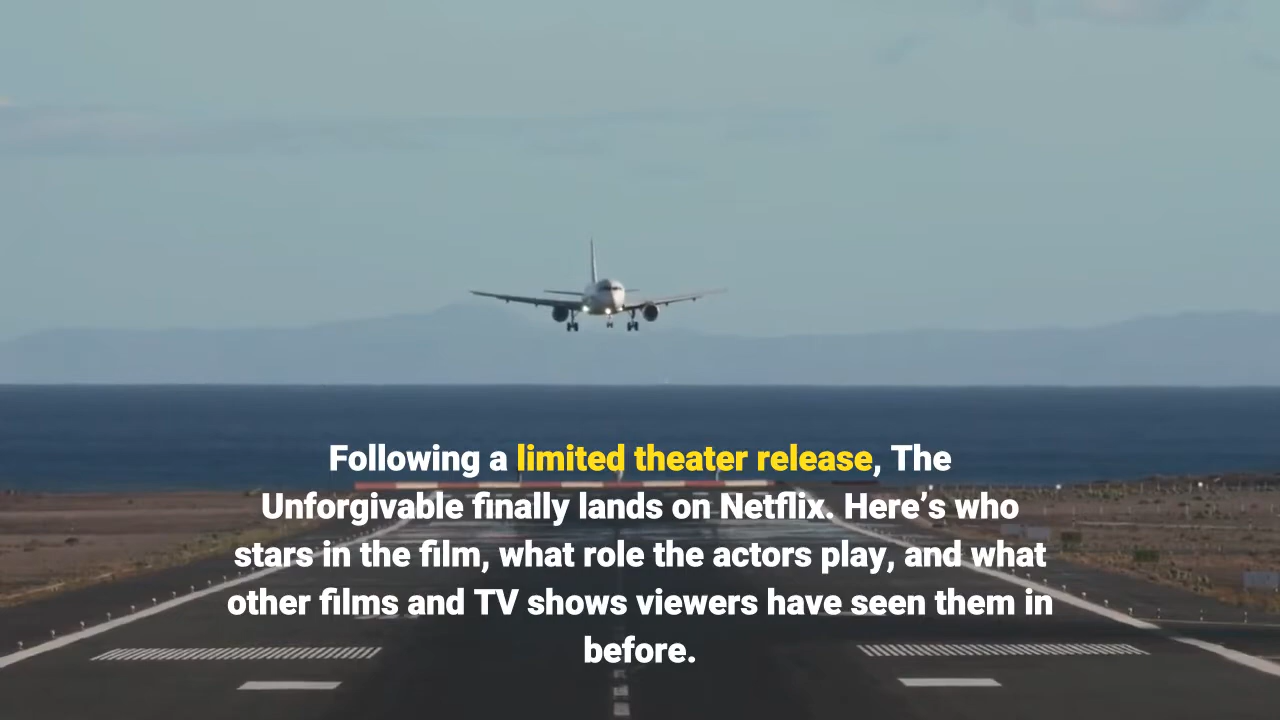 Following a limited theater release, The
Unforgivable finally lands on Netflix. Here’s who
stars in the film, what role the actors play, and what
other films and TV shows viewers have seen them in
before.